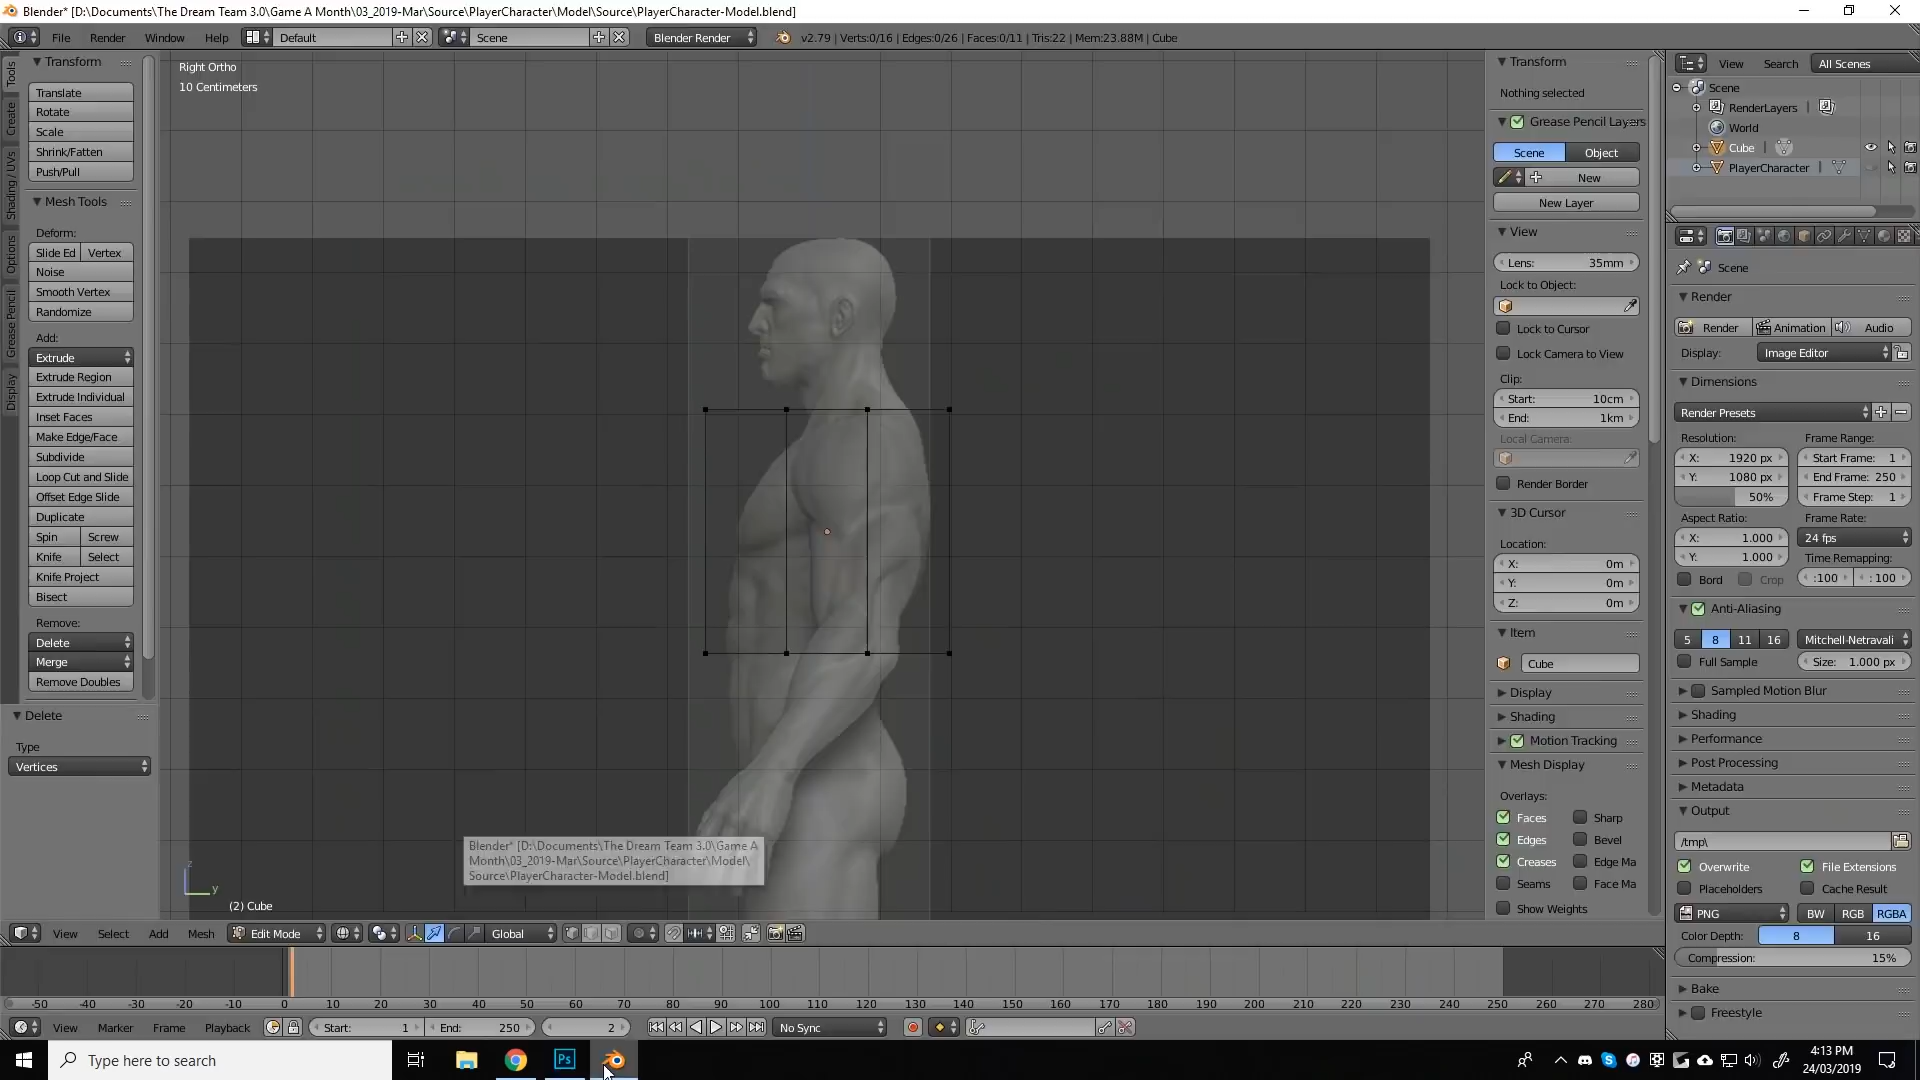 Blender* [D:\Documents\The Dream Team 3.0\Game A Month\03_2019-Mar\Source\PlayerCharacter\Model\Source\PlayerCharacter-Model.blend]
File Render Window Help Default Scene Blender Render v2.79 | Verts:0/16 | Edges:0/26 | Faces:0/11 | Tris:22 | Mem:23.88M | Cube
Tools
Create
Shading / UVs
Options
Grease Pencil
Display
Transform
Translate
Rotate
Scale
Shrink/Fatten
Push/Pull
Mesh Tools
Deform:
Slide Ed Vertex
Noise
Smooth Vertex
Randomize
Add:
Extrude
Extrude Region
Extrude Individual
Inset Faces
Make Edge/Face
Subdivide
Loop Cut and Slide
Offset Edge Slide
Duplicate
Spin Screw
Knife Select
Knife Project
Bisect
Remove:
Delete
Merge
Remove Doubles
Delete
Type
Vertices
Right Ortho
10 Centimeters
Blender* [D:\Documents\The Dream Team 3.0\Game A
Month\03_2019-Mar\Source\PlayerCharacter\Model\
Source\PlayerCharacter-Model.blend]
z
y
(2) Cube
Transform
Nothing selected
Grease Pencil Layers
Scene Object
New
New Layer
View
Lens: 35mm
Lock to Object:
Lock to Cursor
Lock Camera to View
Clip:
Start: 10cm
End: 1km
Local Camera:
Render Border
3D Cursor
Location:
X: 0m
Y: 0m
Z: 0m
Item
Cube
Display
Shading
Motion Tracking
Mesh Display
Overlays:
Faces Sharp
Edges Bevel
Creases Edge Ma
Seams Face Ma
Show Weights
View Search All Scenes
Scene
RenderLayers |
World
Cube |
PlayerCharacter |
Scene
Render
Render Animation Audio
Display: Image Editor
Dimensions
Render Presets
Resolution: Frame Range:
X: 1920 px Start Frame: 1
Y: 1080 px End Frame: 250
50% Frame Step: 1
Aspect Ratio: Frame Rate:
X: 1.000 24 fps
Y: 1.000 Time Remapping:
Bord Crop :100 : 100
Anti-Aliasing
5 8 11 16 Mitchell-Netravali
Full Sample Size: 1.000 px
Sampled Motion Blur
Shading
Performance
Post Processing
Metadata
Output
/tmp\
Overwrite File Extensions
Placeholders Cache Result
PNG BW RGB RGBA
Color Depth: 8 16
Compression: 15%
Bake
Freestyle
View Select Add Mesh Edit Mode Global
-50 -40 -30 -20 -10 0 10 20 30 40 50 60 70 80 90 100 110 120 130 140 150 160 170 180 190 200 210 220 230 240 250 260 270 280
View Marker Frame Playback Start: 1 End: 250 2 No Sync
Type here to search Ps 4:13 PM
24/03/2019